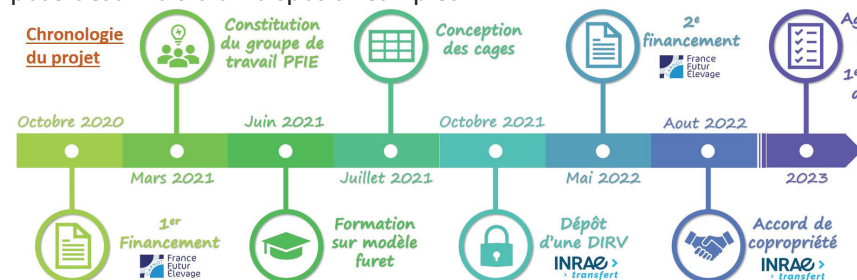 Chronologie
du projet
Constitution
du groupe de
travail PFIE
Conception
des cages
2e
financement
France
Futur
Élevage
1e
Octobre 2020
Juin 2021
Octobre 2021
Aout 2022
Mars 2021
Juillet 2021
Mai 2022
2023
1er
Financement
France
Futur
Élevage
Formation
sur modèle
furet
Dépôt
d'une DIRV
INRAE
transfert
Accord de
copropriété
INRAE
transfert